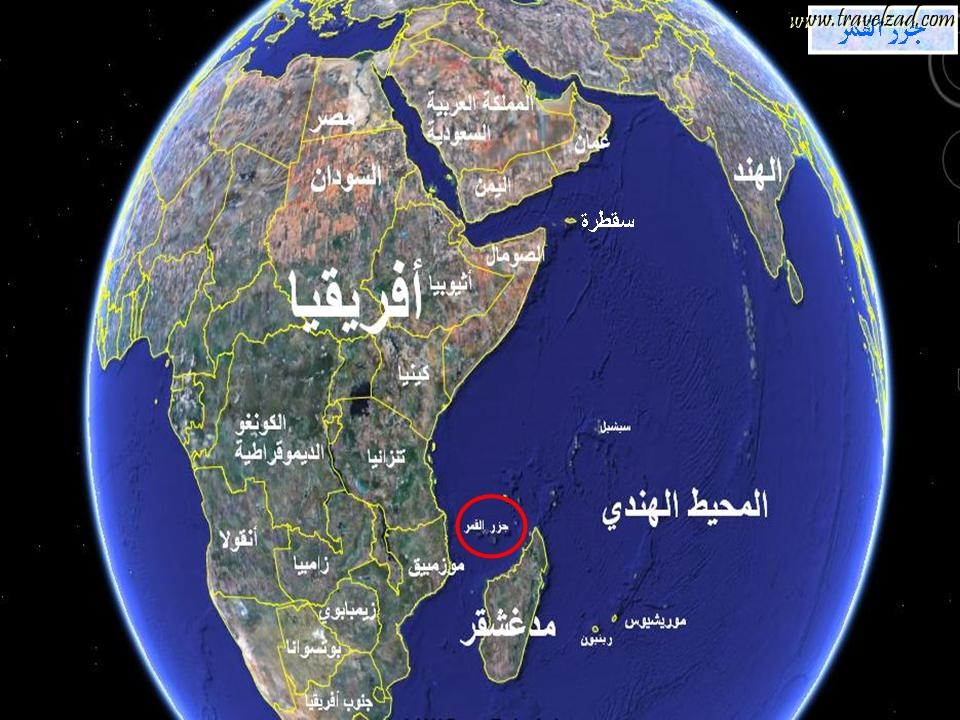 www.travelzad.com
جزر القمر
المملكة العربية
السعودية
مصر
عمان
الهند
السودان
اليمن
سقطرة
الصومال
أثيوبيا
أفريقيا
كينيا
الكونغو
الديموقراطية
تنزانيا
سيشيل
المحيط الهندي
جزر القمر
أنقولا
زامبيا
موزمبيق
زيمبابوي
مدغشقر
موريشيوس
رينيون
بوتسوانا
جنوب أفريقيا